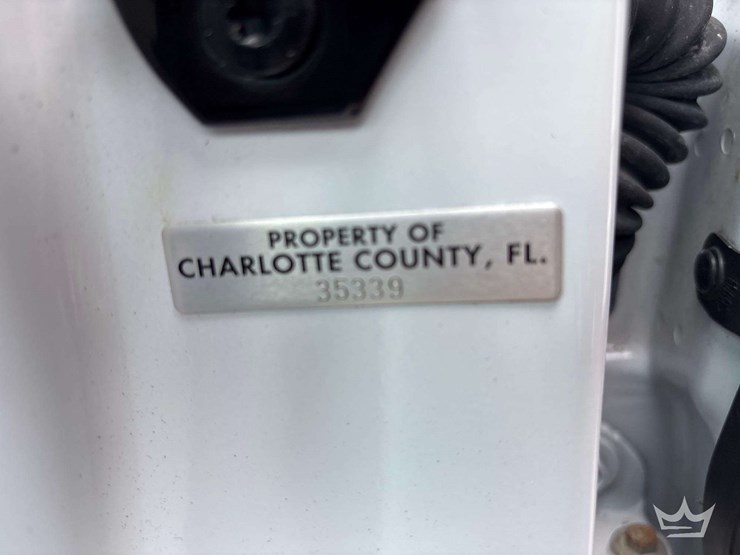 PROPERTY OF
CHARLOTTE COUNTY, FL.
35339